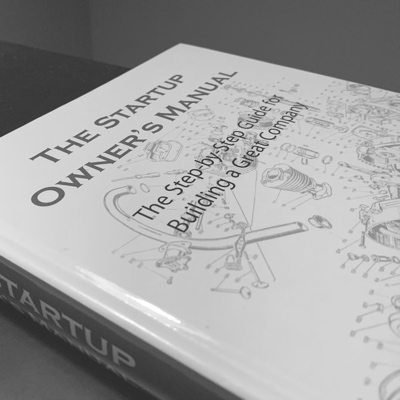 THE STARTUP
OWNER'S MANUAL
The Step-by-Step Guide for
Building a Great Company
STARTUP